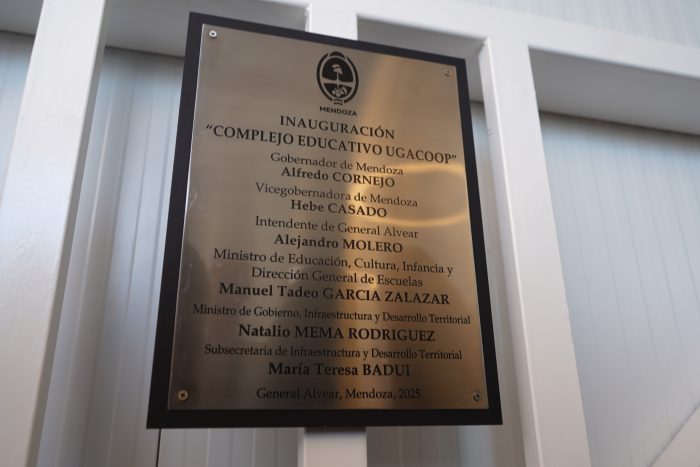 MENDOZA
INAUGURACIÓN
“COMPLEJO EDUCATIVO UGACOOP”
Gobernador de Mendoza
Alfredo CORNEJO
Vicegobernadora de Mendoza
Hebe CASADO
Intendente de General Alvear
Alejandro MOLERO
Ministro de Educación, Cultura, Infancia y
Dirección General de Escuelas
Manuel Tadeo GARCIA ZALAZAR
Ministro de Gobierno, Infraestructura y Desarrollo Territorial
Natalio MEMA RODRIGUEZ
Subsecretaria de Infraestructura y Desarrollo Territorial
María Teresa BADUI
General Alvear, Mendoza, 2025